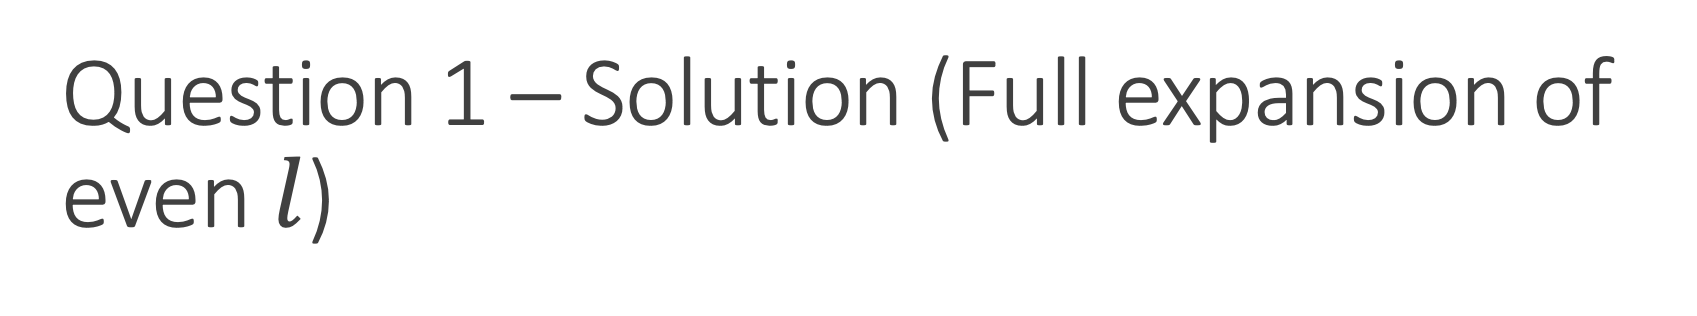 Question 1 – Solution (Full expansion of
even l)